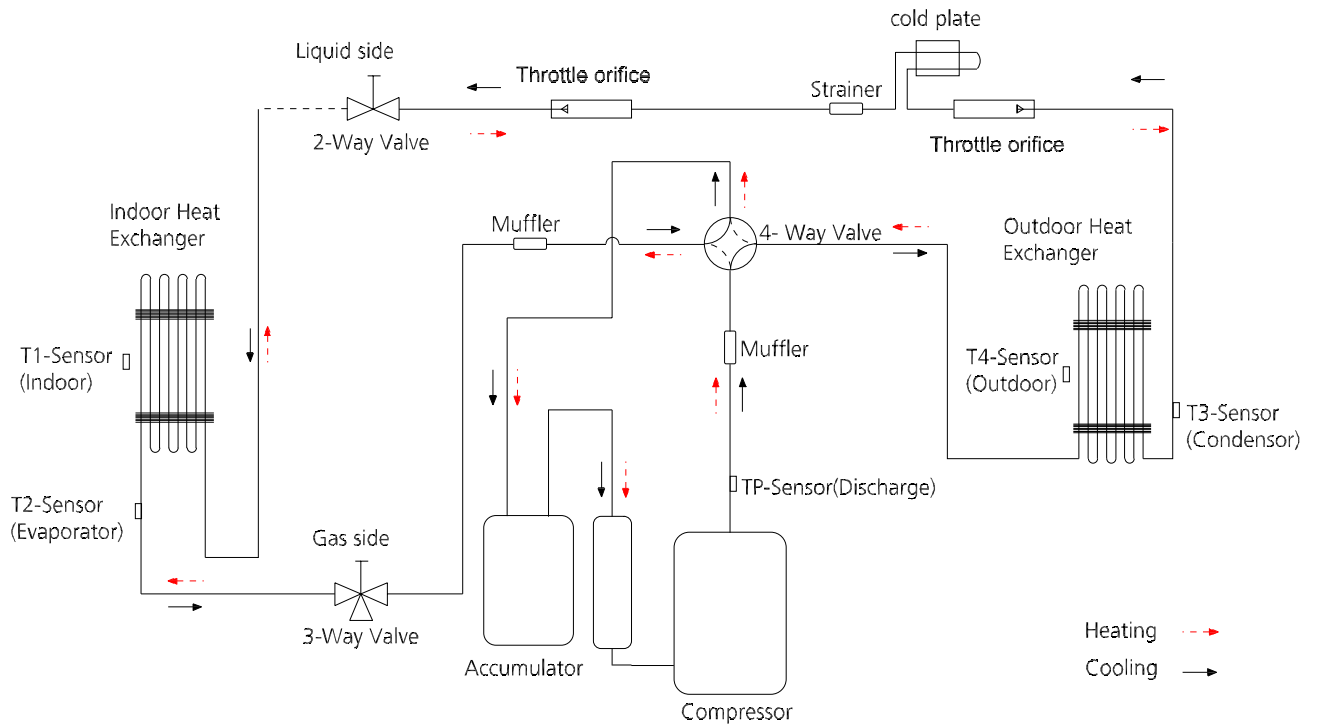 cold plate
Liquid side
Throttle orifice
Strainer
2-Way Valve
Throttle orifice
Indoor Heat
Exchanger
Muffler
4- Way Valve
Outdoor Heat
Exchanger
T1-Sensor
(Indoor)
Muffler
T4-Sensor
(Outdoor)
T3-Sensor
(Condensor)
T2-Sensor
(Evaporator)
TP-Sensor(Discharge)
Gas side
3-Way Valve
Accumulator
Compressor
Heating
Cooling